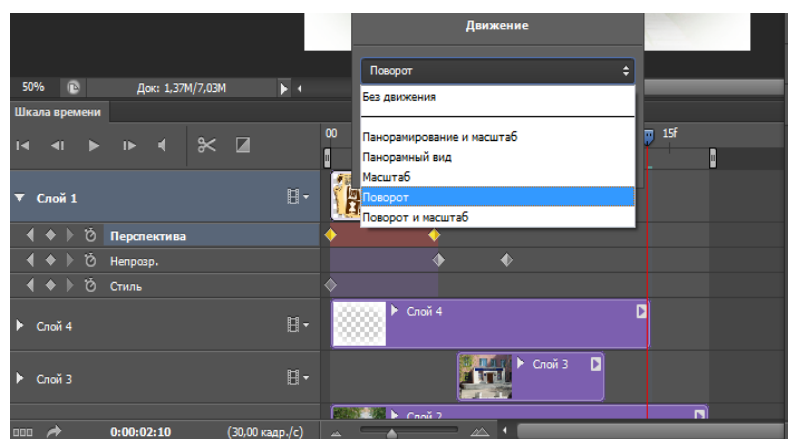 Движение
Поворот
Без движения
Панорамирование и масштаб
Панорамный вид
Масштаб
Поворот
Поворот и масштаб
50%
Док: 1,37M/7,03M
Шкала времени
00
15f
Слой 1
Перспектива
Непрозр.
Стиль
Слой 4
Слой 4
Слой 3
Слой 3
Слой 2
0:00:02:10
(30,00 кадр./с)